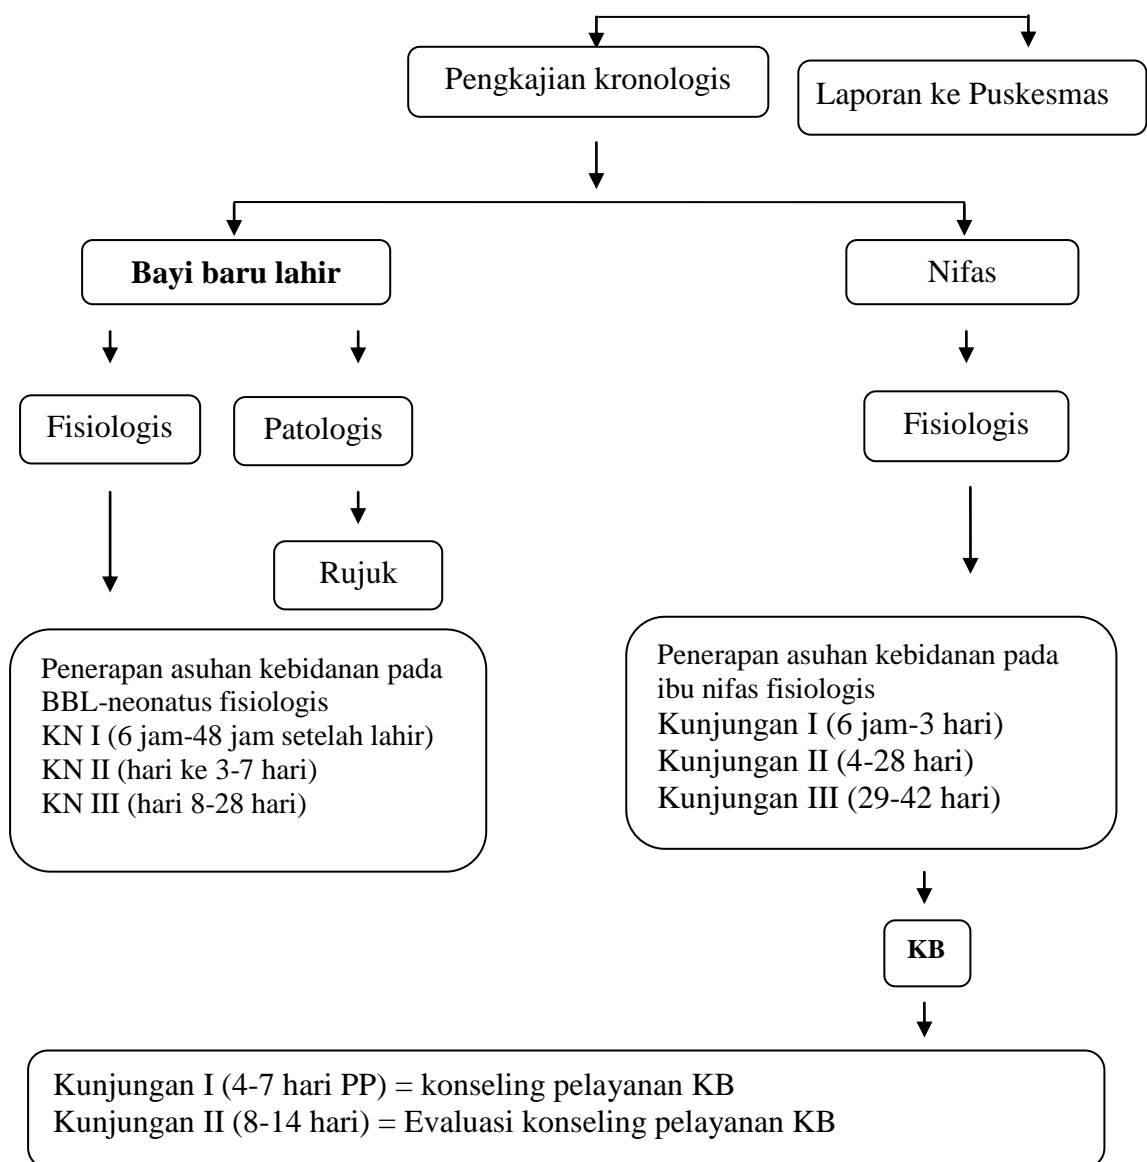 Pengkajian kronologis
Laporan ke Puskesmas
Bayi baru lahir
Nifas
Fisiologis
Patologis
Fisiologis
Rujuk
Penerapan asuhan kebidanan pada
BBL-neonatus fisiologis
KN I (6 jam-48 jam setelah lahir)
KN II (hari ke 3-7 hari)
KN III (hari 8-28 hari)
Penerapan asuhan kebidanan pada
ibu nifas fisiologis
Kunjungan I (6 jam-3 hari)
Kunjungan II (4-28 hari)
Kunjungan III (29-42 hari)
KB
Kunjungan I (4-7 hari PP) = konseling pelayanan KB
Kunjungan II (8-14 hari) = Evaluasi konseling pelayanan KB